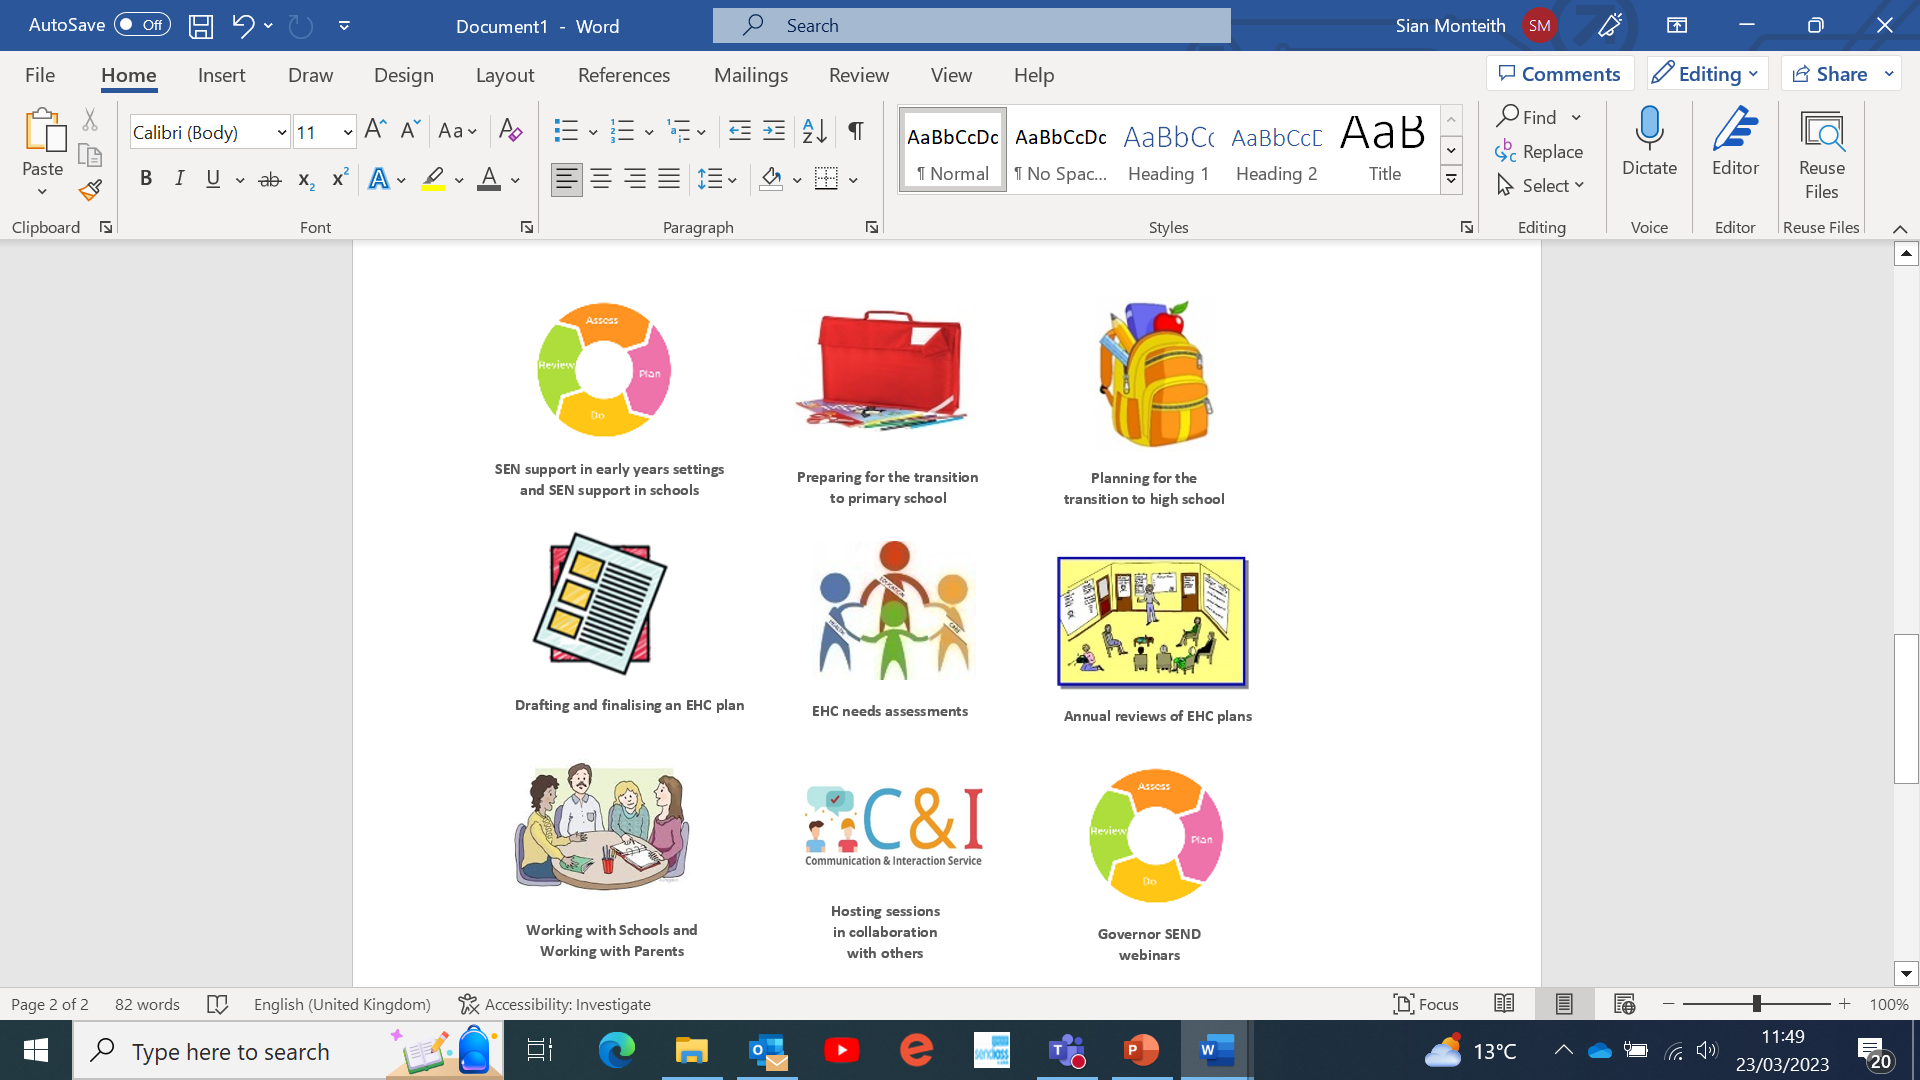 AutoSave Off Document1 - Word Search Sian Monteith SM
File Home Insert Draw Design Layout References Mailings Review View Help Comments Editing Share
Paste Calibri (Body) 11 Aa AaBbCcDc AaBbCcDc AaBbCc AaBbCcD AaB Find Replace Select Dictate Editor Reuse Files
¶ Normal ¶ No Spac... Heading 1 Heading 2 Title
Clipboard Font Paragraph Styles Editing Voice Editor Reuse Files
Assess
Review Plan
Do
SEN support in early years settings
and SEN support in schools
Preparing for the transition
to primary school
Planning for the
transition to high school
EDUCATION
HEALTH CARE
Drafting and finalising an EHC plan
EHC needs assessments
Annual reviews of EHC plans
C&I
Communication & Interaction Service
Assess
Review Plan
Do
Working with Schools and
Working with Parents
Hosting sessions
in collaboration
with others
Governor SEND
webinars
Page 2 of 2 82 words English (United Kingdom) Accessibility: Investigate Focus 100%
Type here to search 13°C 11:49
23/03/2023 20